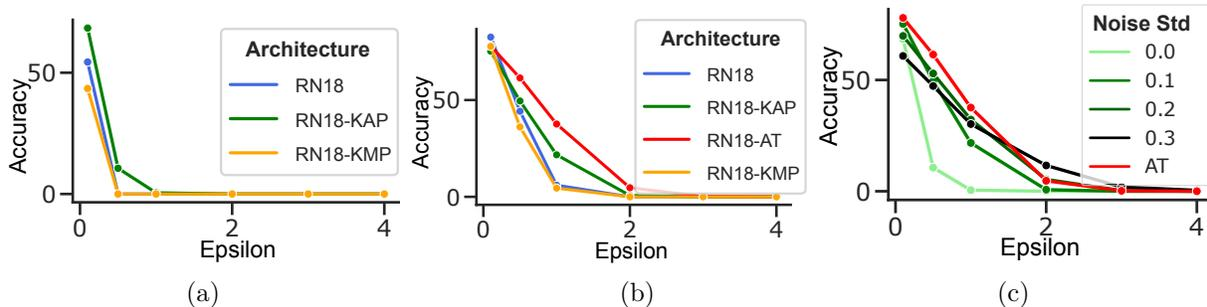 Accuracy
50
0
0
2
4
Epsilon
Architecture
RN18
RN18-KAP
RN18-KMP
(a)
Accuracy
50
0
0
2
4
Epsilon
Architecture
RN18
RN18-KAP
RN18-AT
RN18-KMP
(b)
Accuracy
50
0
0
2
4
Epsilon
Noise Std
0.0
0.1
0.2
0.3
AT
(c)